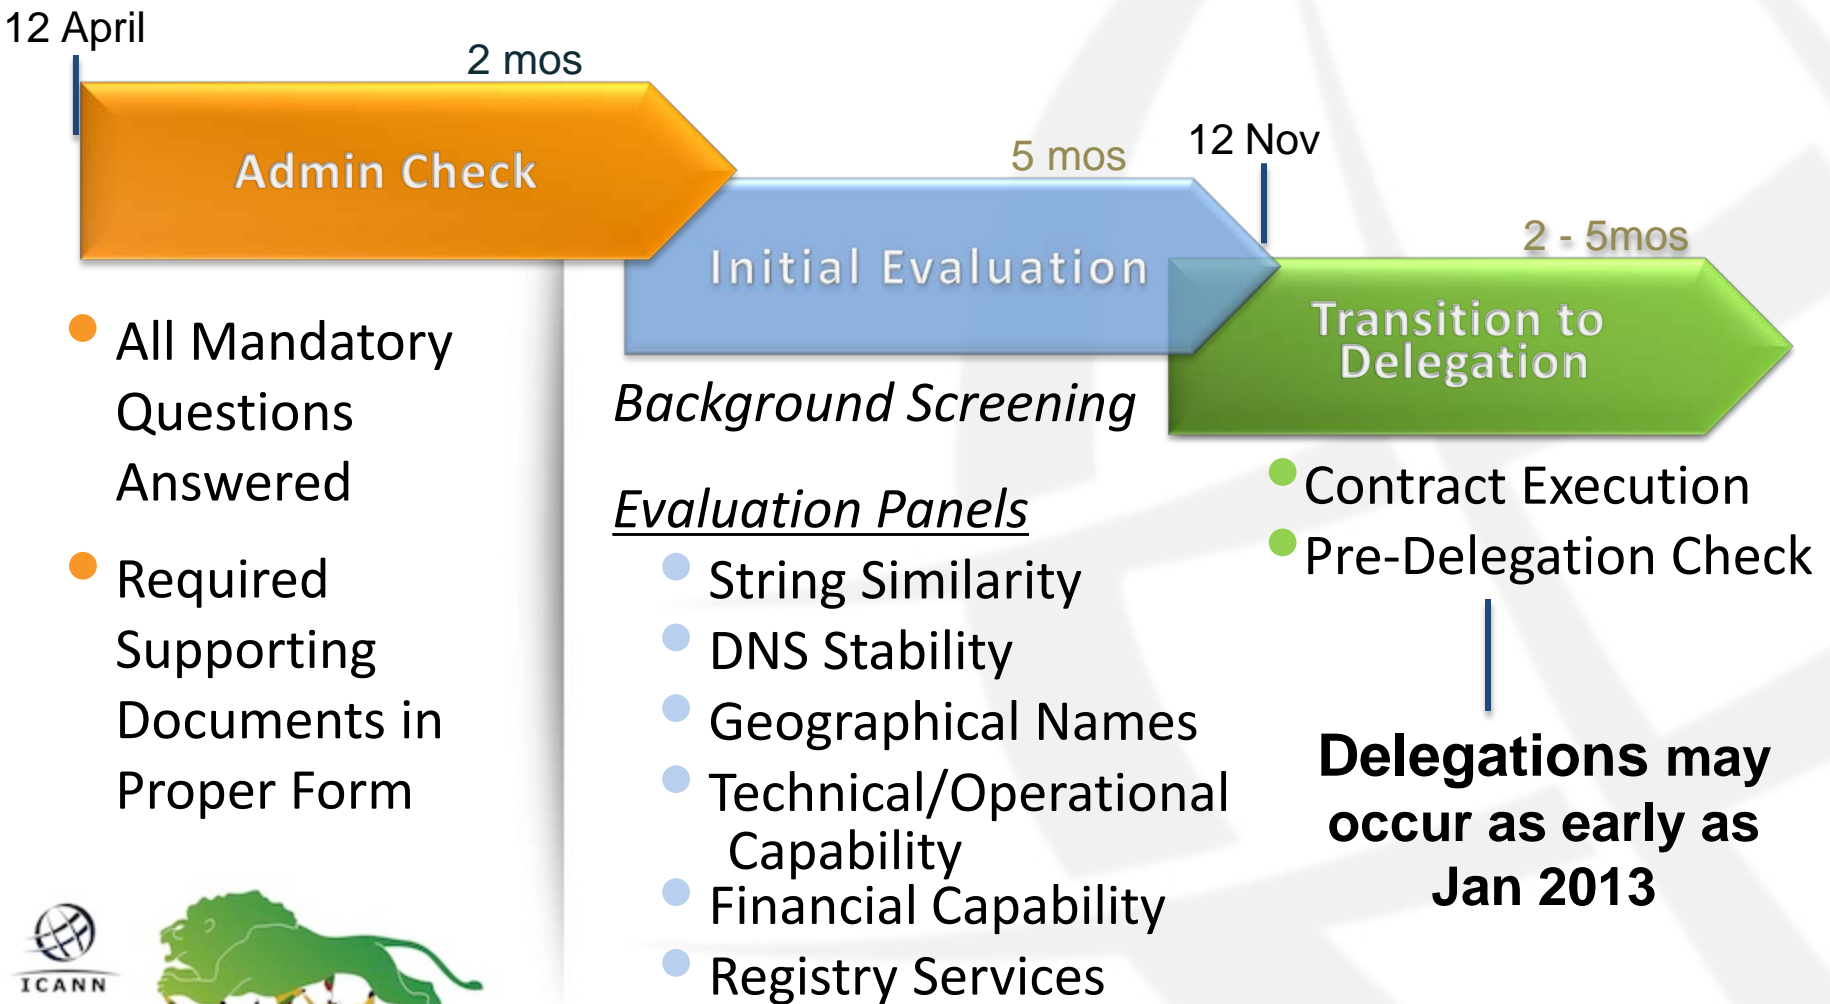 12 April
2 mos
Admin Check
5 mos
12 Nov
Initial Evaluation
2 - 5mos
Transition to
Delegation
All Mandatory
Questions
Answered
Required
Supporting
Documents in
Proper Form
Background Screening
Evaluation Panels
String Similarity
DNS Stability
Geographical Names
Technical/Operational
Capability
Financial Capability
Registry Services
Contract Execution
Pre-Delegation Check
Delegations may
occur as early as
Jan 2013
ICANN